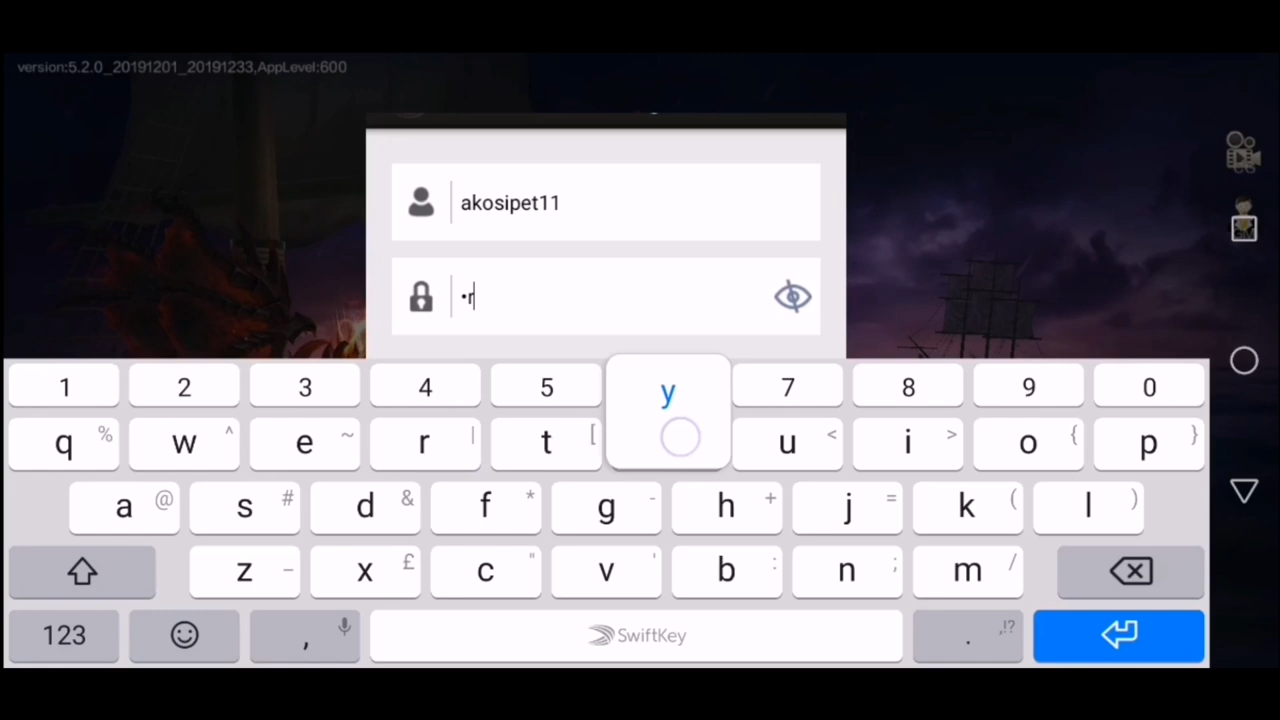 version:5.2.0_20191201_20191233,AppLevel:600
akosipet11
•r
1 2 3 4 5 y 7 8 9 0
q % w ^ e ~ r | t [ u < i > o { p }
a @ s # d & f * g - h + j = k ( l )
z _ x £ c " v ' b : n ; m /
123 , SwiftKey . ,!?